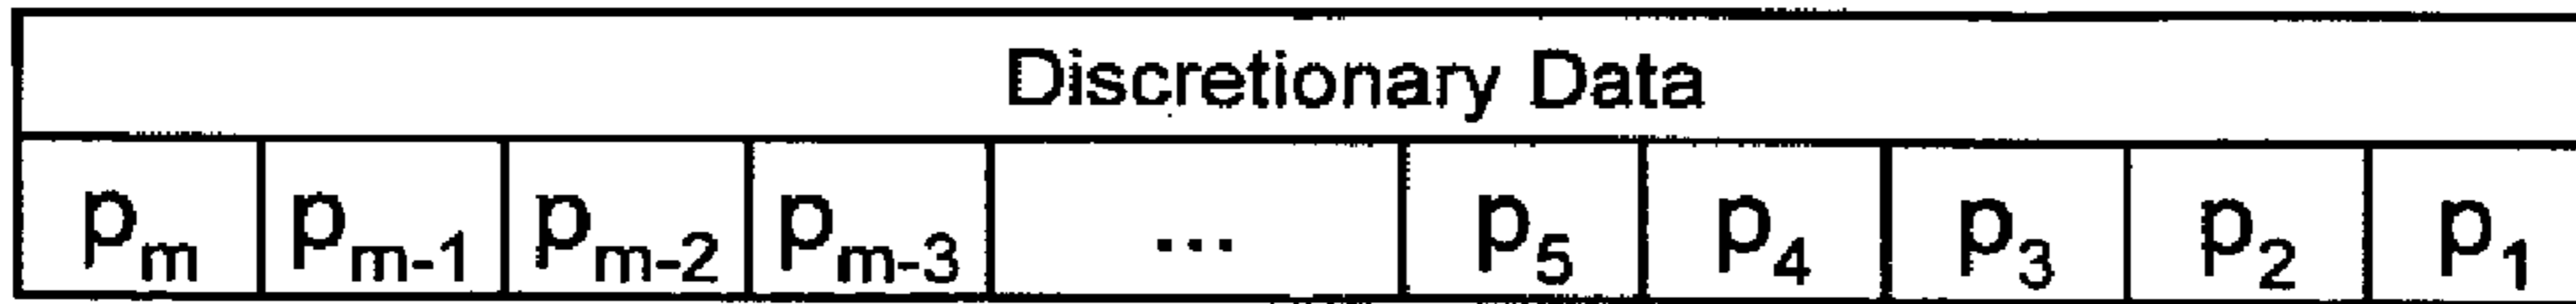 Discretionary Data
pₘ pₘ₋₁ pₘ₋₂ pₘ₋₃ ... p₅ p₄ p₃ p₂ p₁